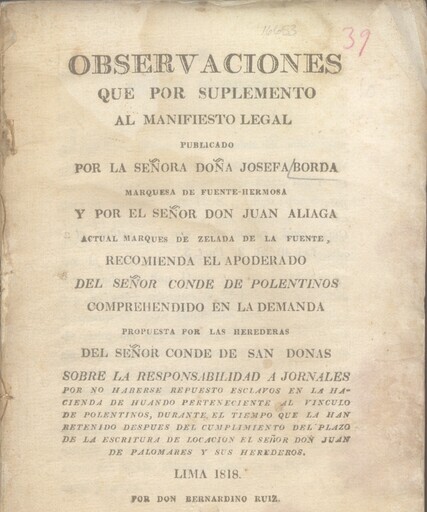 39
OBSERVACIONES
QUE POR SUPLEMENTO
AL MANIFIESTO LEGAL
PUBLICADO
POR LA SEÑORA DOÑA JOSEFA BORDA
MARQUESA DE FUENTE-HERMOSA
Y POR EL SEÑOR DON JUAN ALIAGA
ACTUAL MARQUES DE ZELADA DE LA FUENTE,
RECOMIENDA EL APODERADO
DEL SEÑOR CONDE DE POLENTINOS
COMPREHENDIDO EN LA DEMANDA
PROPUESTA POR LAS HEREDERAS
DEL SEÑOR CONDE DE SAN DONAS
SOBRE LA RESPONSABILIDAD A JORNALES
POR NO HABERSE REPUESTO ESCLAVOS EN LA HA-
CIENDA DE HUANDO PERTENECIENTE AL VINCULO
DE POLENTINOS, DURANTE, EL TIEMPO QUE LA HAN
RETENIDO DESPUES DEL CUMPLIMIENTO DEL PLAZO
DE LA ESCRITURA DE LOCACION EL SEÑOR DON JUAN
DE PALOMARES Y SUS HEREDEROS.
LIMA 1818.
POR DON BERNARDINO RUIZ.